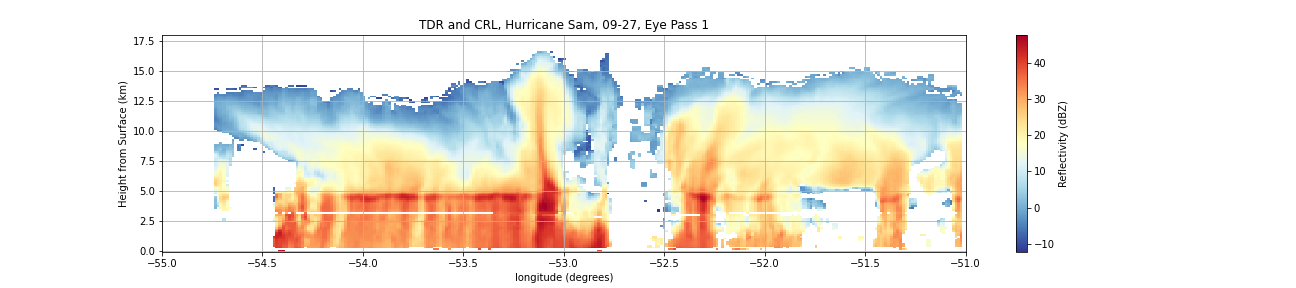 TDR and CRL, Hurricane Sam, 09-27, Eye Pass 1
17.5
15.0
12.5
10.0
7.5
5.0
2.5
0.0
Height from Surface (km)
−55.0 −54.5 −54.0 −53.5 −53.0 −52.5 −52.0 −51.5 −51.0
longitude (degrees)
40
30
20
10
0
−10
Reflectivity (dBZ)